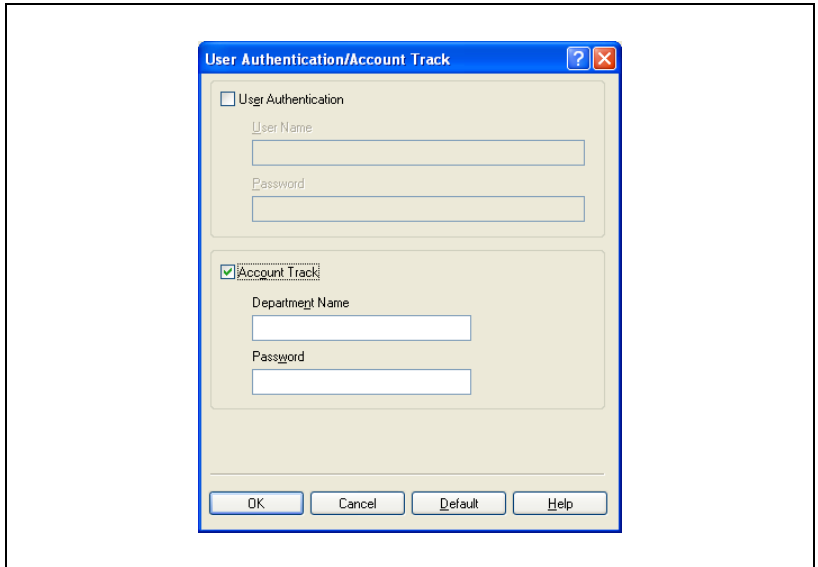 User Authentication/Account Track
User Authentication
User Name
Password
Account Track
Department Name
Password
OK Cancel Default Help